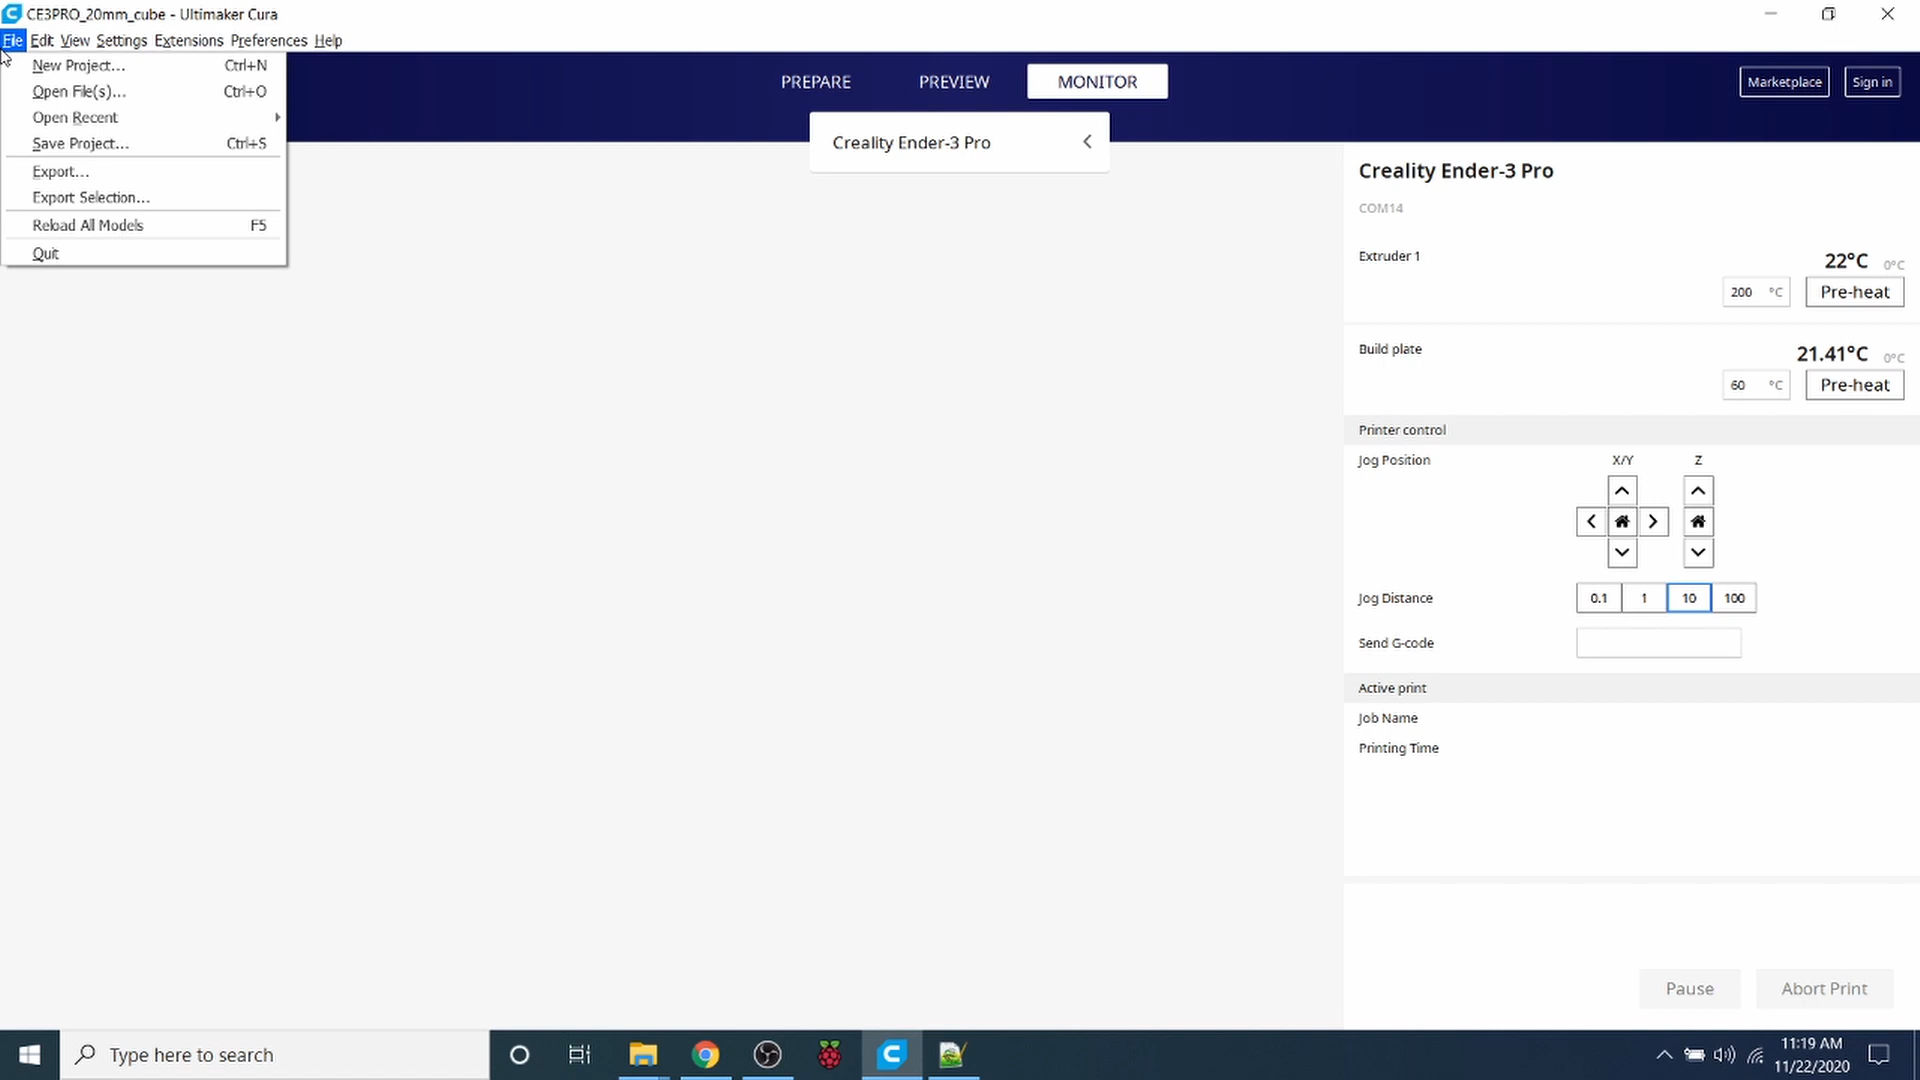 CE3PRO_20mm_cube - Ultimaker Cura
File Edit View Settings Extensions Preferences Help
New Project... Ctrl+N
Open File(s)... Ctrl+O
Open Recent
Save Project... Ctrl+S
Export...
Export Selection...
Reload All Models F5
Quit
PREPARE PREVIEW MONITOR
Marketplace Sign in
Creality Ender-3 Pro
Creality Ender-3 Pro
COM14
Extruder 1 22°C 0°C
200 °C Pre-heat
Build plate 21.41°C 0°C
60 °C Pre-heat
Printer control
Jog Position X/Y Z
Jog Distance 0.1 1 10 100
Send G-code
Active print
Job Name
Printing Time
Pause Abort Print
Type here to search
11:19 AM
11/22/2020